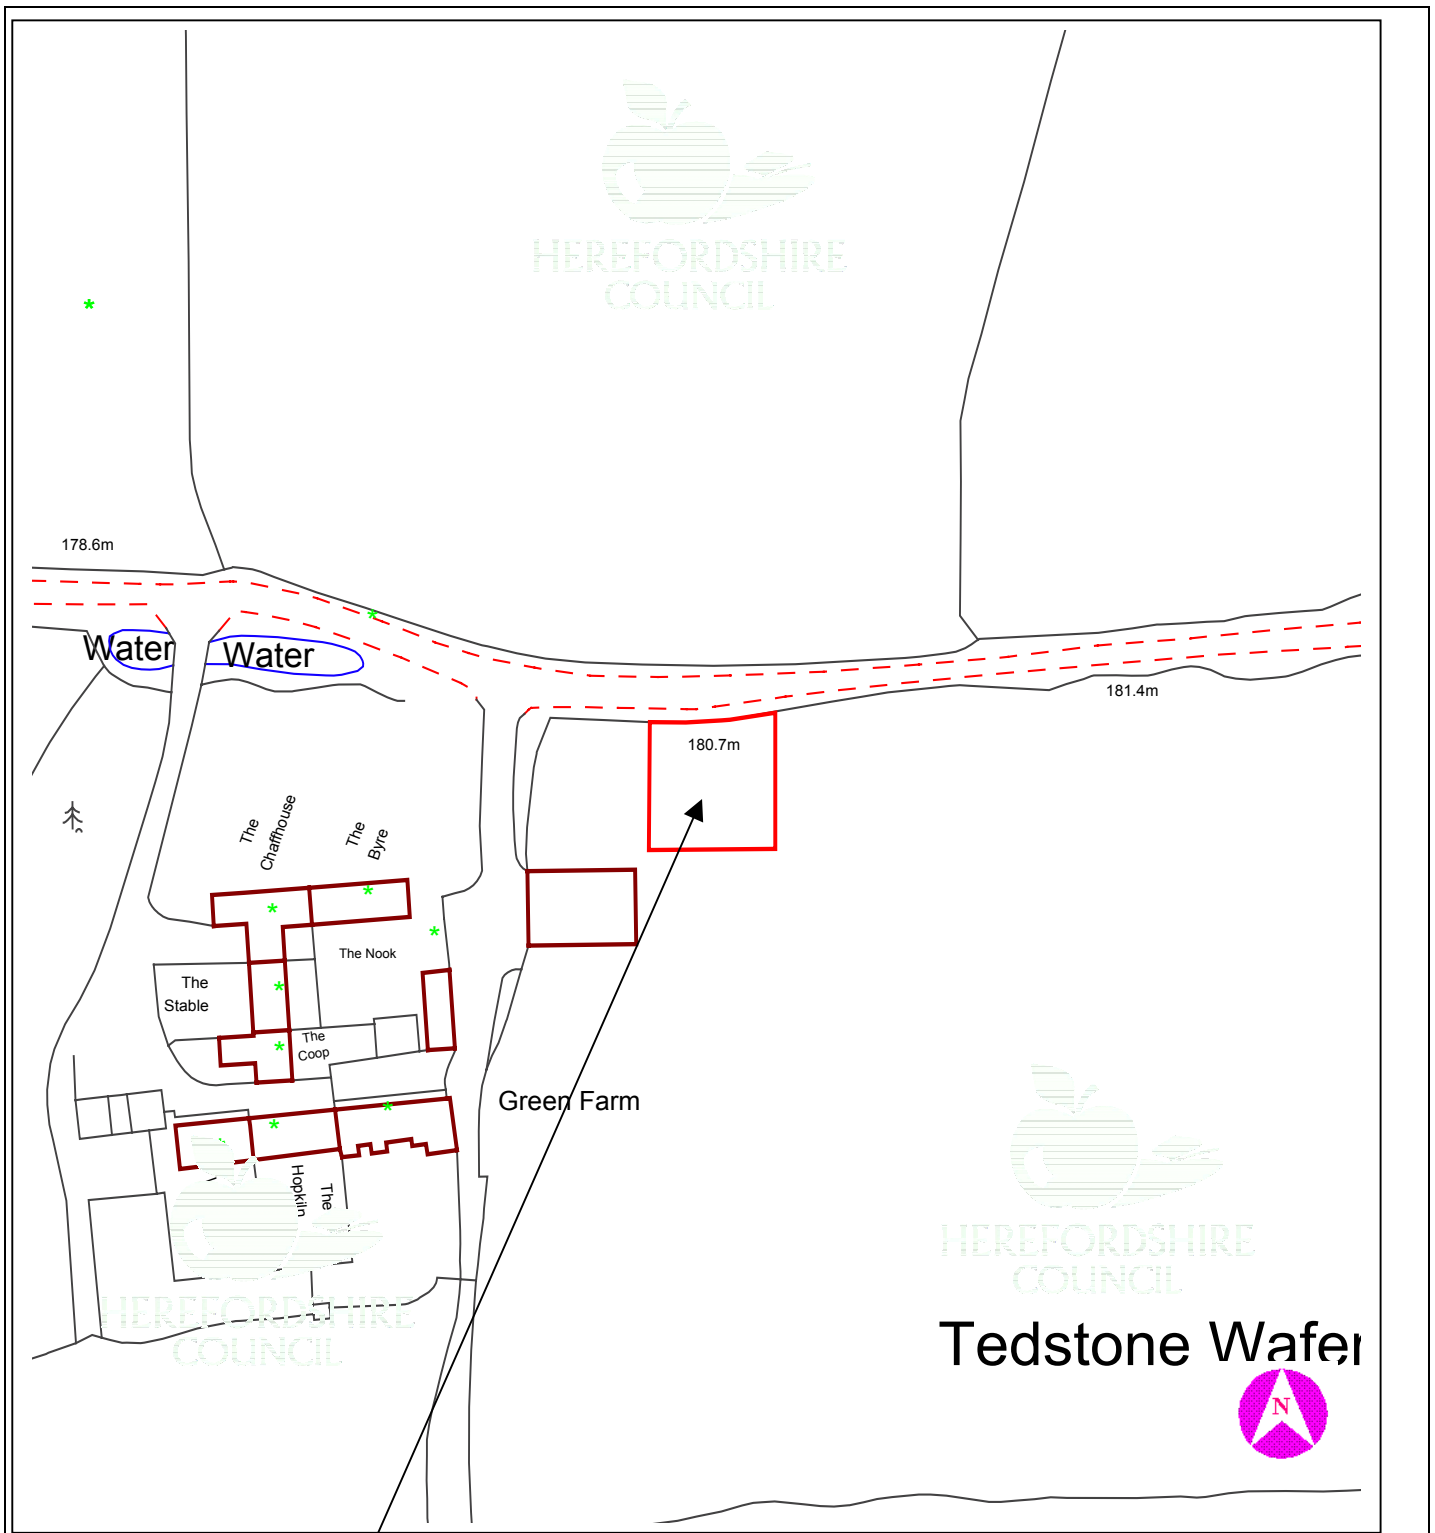 HEREFORDSHIRE
COUNCIL
178.6m
Water
Water
181.4m
180.7m
The
Chaffhouse
The
Byre
The Nook
The
Stable
The
Coop
Green Farm
The
Hopkiln
HEREFORDSHIRE
COUNCIL
HEREFORDSHIRE
COUNCIL
Tedstone Wafer
N